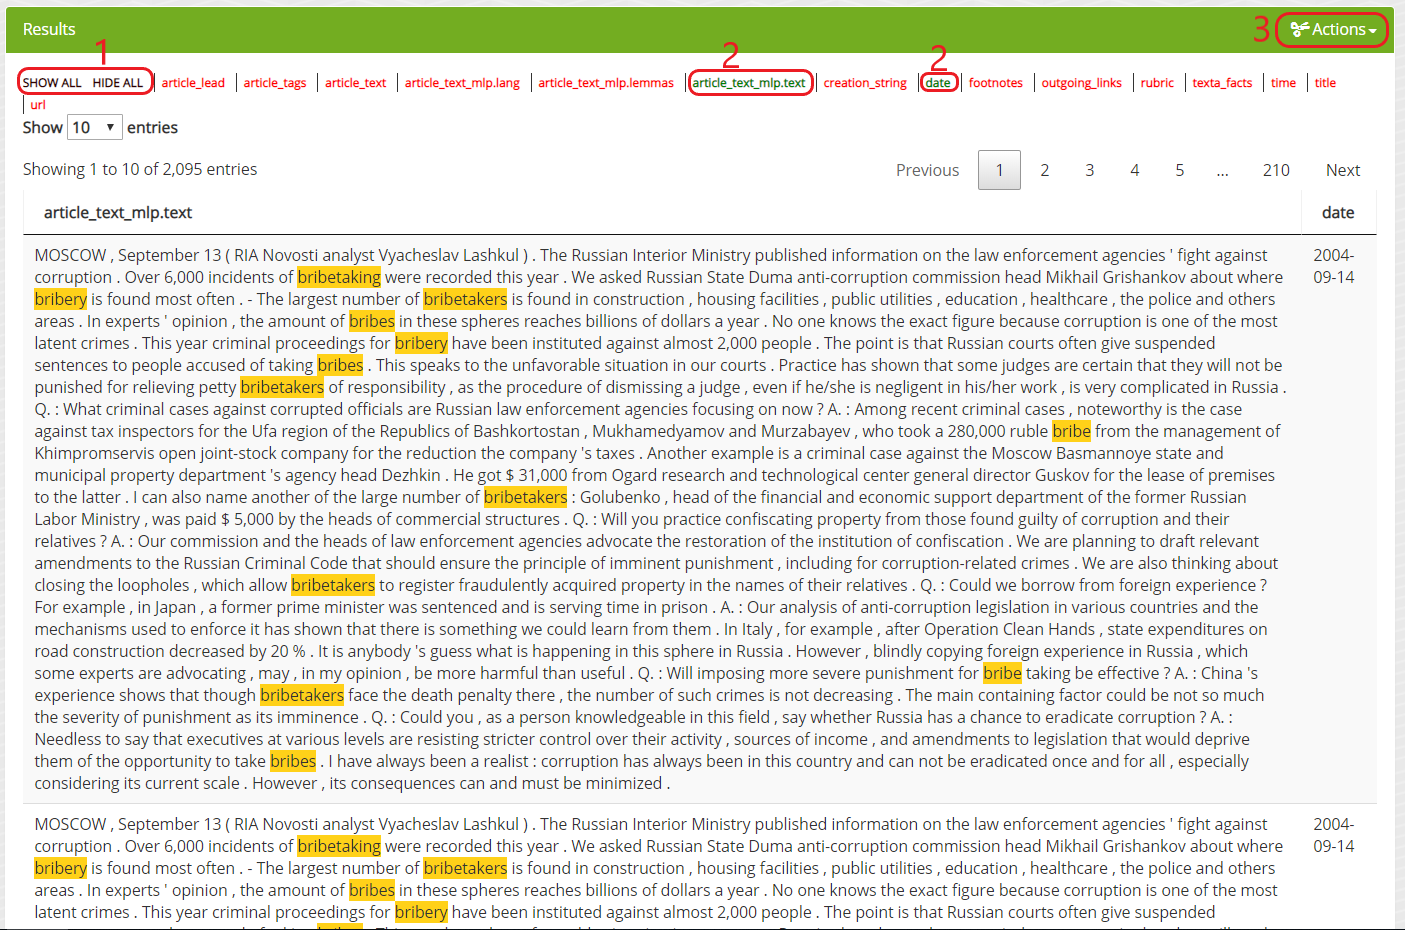 Results
3 Actions
1 2 2
SHOW ALL HIDE ALL article_lead article_tags article_text article_text_mlp.lang article_text_mlp.lemmas article_text_mlp.text creation_string date footnotes outgoing_links rubric texta_facts time title
url
Show 10 entries
Showing 1 to 10 of 2,095 entries Previous 1 2 3 4 5 ... 210 Next
article_text_mlp.text date
MOSCOW , September 13 ( RIA Novosti analyst Vyacheslav Lashkul ) . The Russian Interior Ministry published information on the law enforcement agencies ' fight against 2004-
corruption . Over 6,000 incidents of bribetaking were recorded this year . We asked Russian State Duma anti-corruption commission head Mikhail Grishankov about where 09-14
bribery is found most often . - The largest number of bribetakers is found in construction , housing facilities , public utilities , education , healthcare , the police and others
areas . In experts ' opinion , the amount of bribes in these spheres reaches billions of dollars a year . No one knows the exact figure because corruption is one of the most
latent crimes . This year criminal proceedings for bribery have been instituted against almost 2,000 people . The point is that Russian courts often give suspended
sentences to people accused of taking bribes . This speaks to the unfavorable situation in our courts . Practice has shown that some judges are certain that they will not be
punished for relieving petty bribetakers of responsibility , as the procedure of dismissing a judge , even if he/she is negligent in his/her work , is very complicated in Russia .
Q. : What criminal cases against corrupted officials are Russian law enforcement agencies focusing on now ? A. : Among recent criminal cases , noteworthy is the case
against tax inspectors for the Ufa region of the Republics of Bashkortostan , Mukhamedyamov and Murzabayev , who took a 280,000 ruble bribe from the management of
Khimpromservis open joint-stock company for the reduction the company 's taxes . Another example is a criminal case against the Moscow Basmannoye state and
municipal property department 's agency head Dezhkin . He got $ 31,000 from Ogard research and technological center general director Guskov for the lease of premises
to the latter . I can also name another of the large number of bribetakers : Golubenko , head of the financial and economic support department of the former Russian
Labor Ministry , was paid $ 5,000 by the heads of commercial structures . Q. : Will you practice confiscating property from those found guilty of corruption and their
relatives ? A. : Our commission and the heads of law enforcement agencies advocate the restoration of the institution of confiscation . We are planning to draft relevant
amendments to the Russian Criminal Code that should ensure the principle of imminent punishment , including for corruption-related crimes . We are also thinking about
closing the loopholes , which allow bribetakers to register fraudulently acquired property in the names of their relatives . Q. : Could we borrow from foreign experience ?
For example , in Japan , a former prime minister was sentenced and is serving time in prison . A. : Our analysis of anti-corruption legislation in various countries and the
mechanisms used to enforce it has shown that there is something we could learn from them . In Italy , for example , after Operation Clean Hands , state expenditures on
road construction decreased by 20 % . It is anybody 's guess what is happening in this sphere in Russia . However , blindly copying foreign experience in Russia , which
some experts are advocating , may , in my opinion , be more harmful than useful . Q. : Will imposing more severe punishment for bribe taking be effective ? A. : China 's
experience shows that though bribetakers face the death penalty there , the number of such crimes is not decreasing . The main containing factor could be not so much
the severity of punishment as its imminence . Q. : Could you , as a person knowledgeable in this field , say whether Russia has a chance to eradicate corruption ? A. :
Needless to say that executives at various levels are resisting stricter control over their activity , sources of income , and amendments to legislation that would deprive
them of the opportunity to take bribes . I have always been a realist : corruption has always been in this country and can not be eradicated once and for all , especially
considering its current scale . However , its consequences can and must be minimized .
MOSCOW , September 13 ( RIA Novosti analyst Vyacheslav Lashkul ) . The Russian Interior Ministry published information on the law enforcement agencies ' fight against 2004-
corruption . Over 6,000 incidents of bribetaking were recorded this year . We asked Russian State Duma anti-corruption commission head Mikhail Grishankov about where 09-14
bribery is found most often . - The largest number of bribetakers is found in construction , housing facilities , public utilities , education , healthcare , the police and others
areas . In experts ' opinion , the amount of bribes in these spheres reaches billions of dollars a year . No one knows the exact figure because corruption is one of the most
latent crimes . This year criminal proceedings for bribery have been instituted against almost 2,000 people . The point is that Russian courts often give suspended